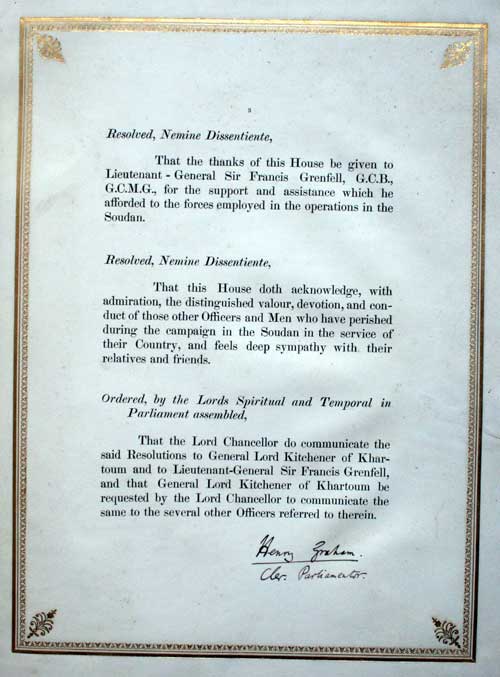 3
Resolved, Nemine Dissentiente,
That the thanks of this House be given to
Lieutenant - General Sir Francis Grenfell, G.C.B.,
G.C.M.G., for the support and assistance which he
afforded to the forces employed in the operations in the
Soudan.
Resolved, Nemine Dissentiente,
That this House doth acknowledge, with
admiration, the distinguished valour, devotion, and con-
duct of those other Officers and Men who have perished
during the campaign in the Soudan in the service of
their Country, and feels deep sympathy with their
relatives and friends.
Ordered, by the Lords Spiritual and Temporal in
Parliament assembled,
That the Lord Chancellor do communicate the
said Resolutions to General Lord Kitchener of Khar-
toum and to Lieutenant-General Sir Francis Grenfell,
and that General Lord Kitchener of Khartoum be
requested by the Lord Chancellor to communicate the
same to the several other Officers referred to therein.
Henry Graham.
Cler. Parliamentor.